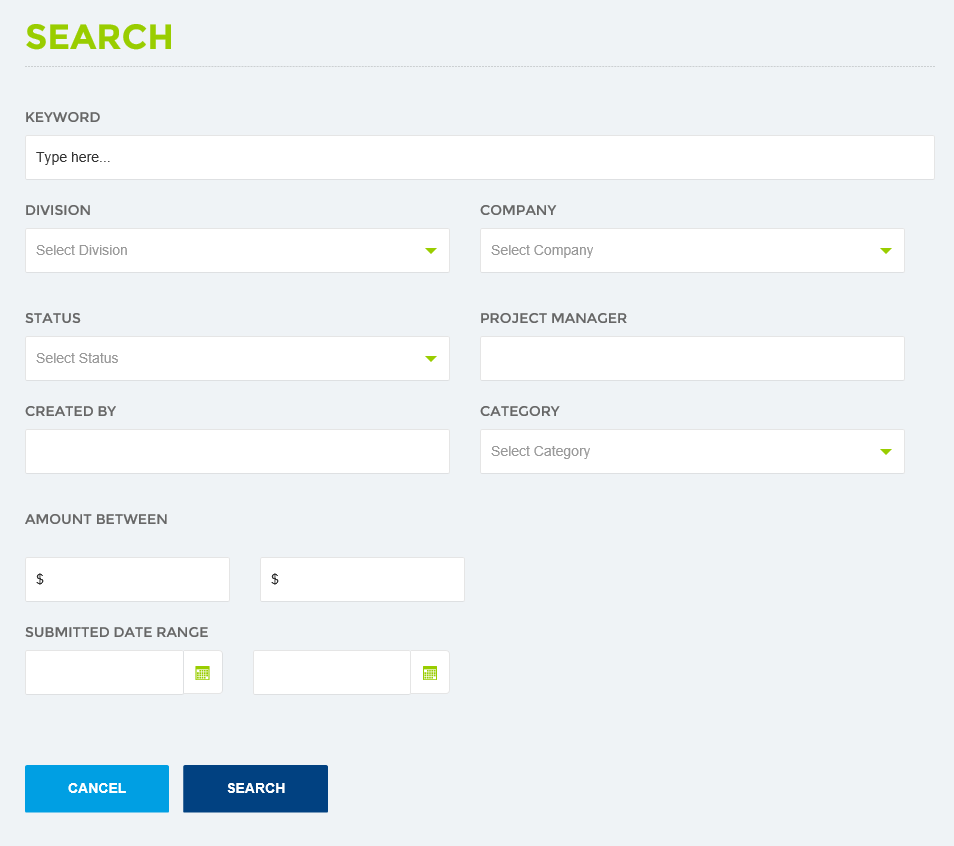 SEARCH
KEYWORD
Type here...
DIVISION COMPANY
Select Division Select Company
STATUS PROJECT MANAGER
Select Status
CREATED BY CATEGORY
Select Category
AMOUNT BETWEEN
$ $
SUBMITTED DATE RANGE
CANCEL SEARCH